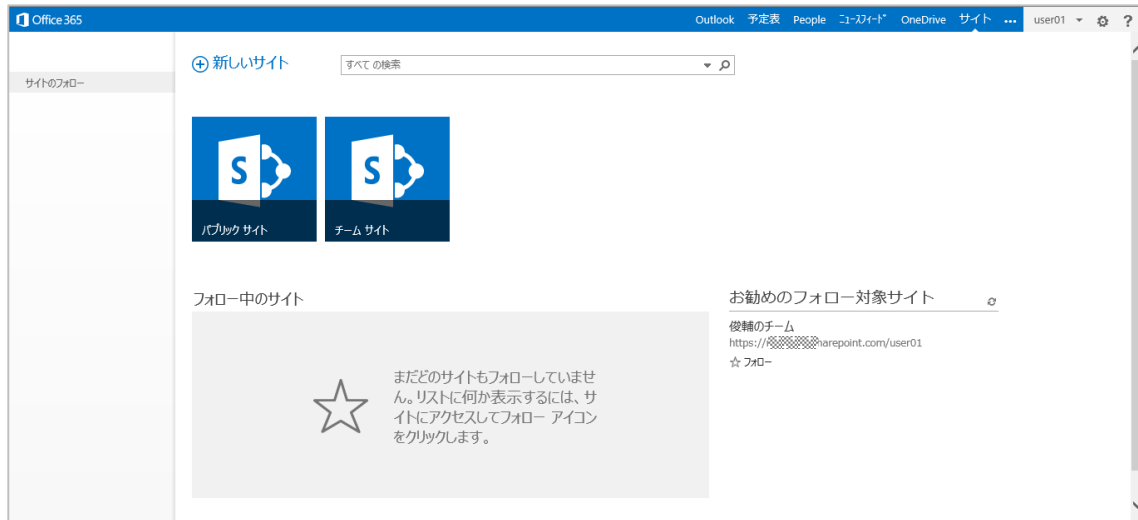 Office 365
Outlook 予定表 People ﾆｭｰｽﾌｨｰﾄﾞ OneDrive サイト ••• user01 ?
新しいサイト
すべて の検索
サイトのフォロー
S S
パブリック サイト チーム サイト
フォロー中のサイト
お勧めのフォロー対象サイト
俊輔のチーム
https:// harepoint.com/user01
フォロー
まだどのサイトもフォローしていませ
ん。リストに何か表示するには、サ
イトにアクセスしてフォロー アイコン
をクリックします。